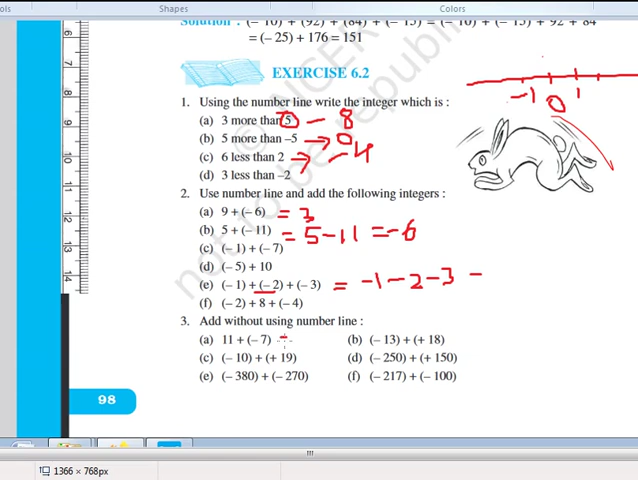 Shapes
Colors
Solution : (– 10) + (92) + (84) + (– 15) = (– 10) + (– 15) + 92 + 84
= (– 25) + 176 = 151
EXERCISE 6.2
-1 0 1
1. Using the number line write the integer which is :
(a) 3 more than 5 – 8
(b) 5 more than –5 → 0
(c) 6 less than 2 → -4
(d) 3 less than –2
2. Use number line and add the following integers :
(a) 9 + (– 6) = 3
(b) 5 + (– 11) = 5 - 11 = -6
(c) (– 1) + (– 7)
(d) (– 5) + 10
(e) (– 1) + (– 2) + (– 3) = -1 - 2 - 3 -
(f) (– 2) + 8 + (– 4)
3. Add without using number line :
(a) 11 + (– 7) (b) (– 13) + (+ 18)
(c) (– 10) + (+ 19) (d) (– 250) + (+ 150)
(e) (– 380) + (– 270) (f) (– 217) + (– 100)
98
1366 × 768px